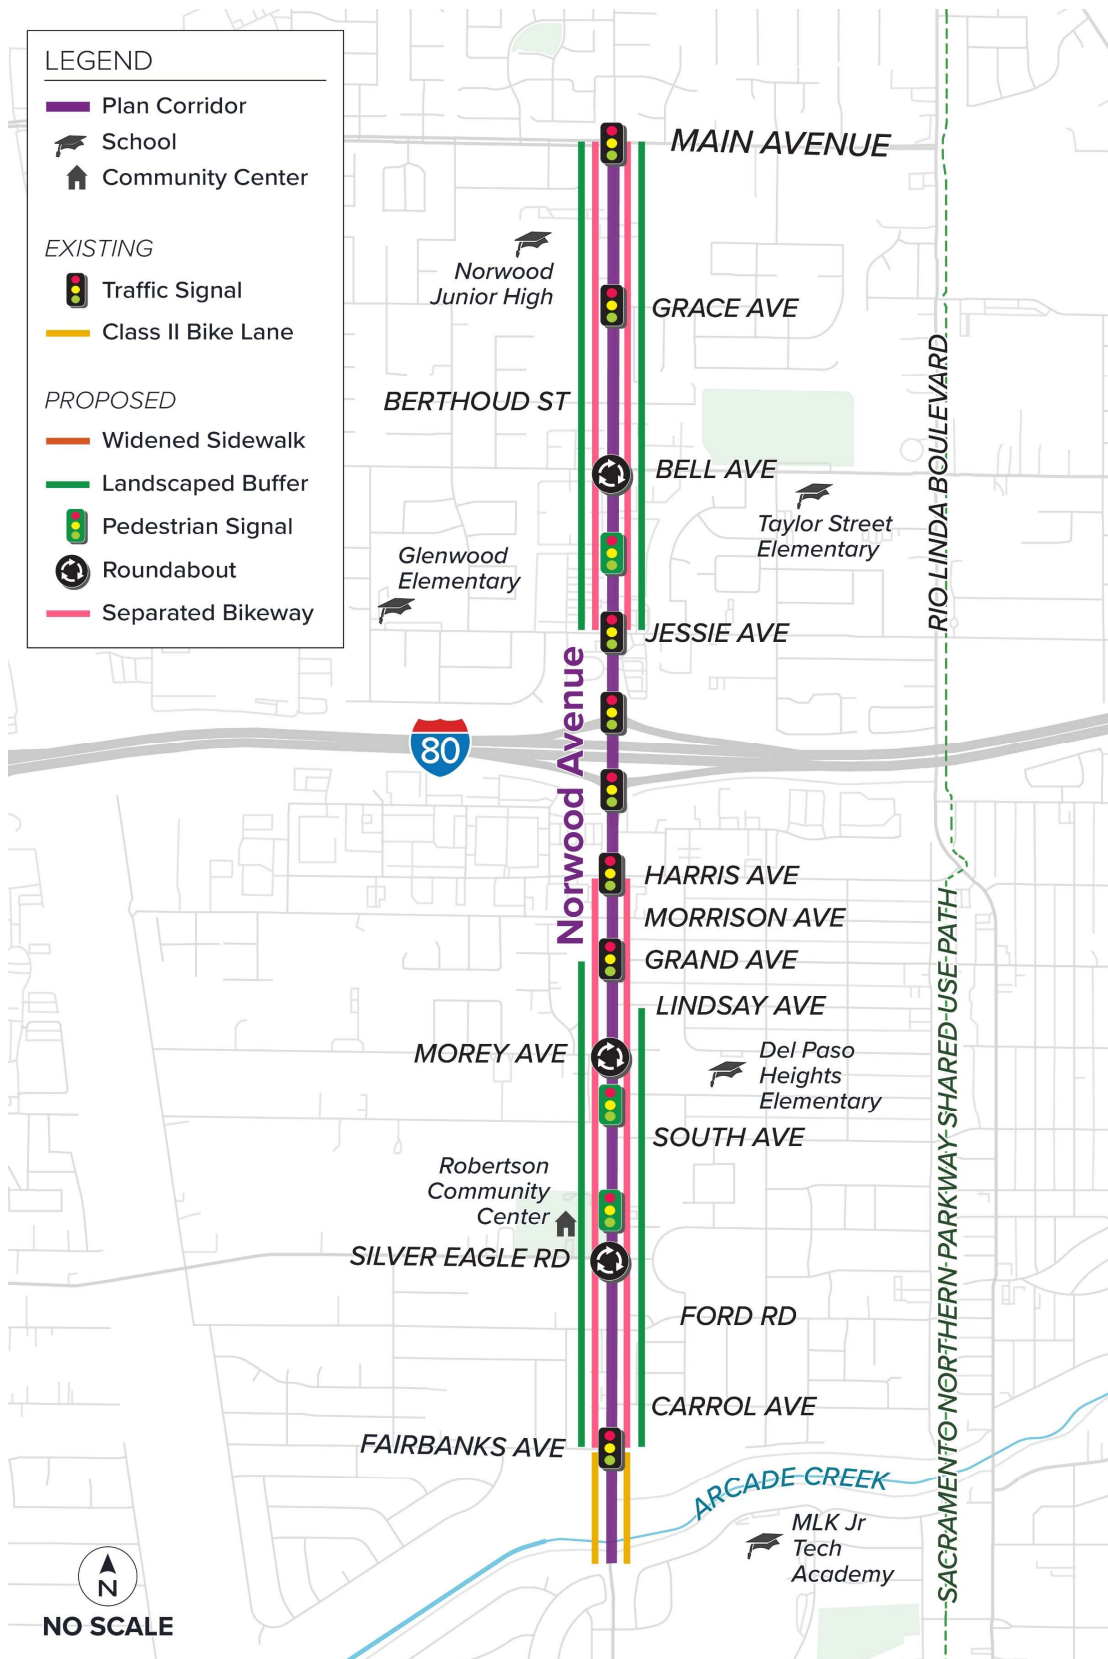 LEGEND
Plan Corridor
School
Community Center
EXISTING
Traffic Signal
Class II Bike Lane
PROPOSED
Widened Sidewalk
Landscaped Buffer
Pedestrian Signal
Roundabout
Separated Bikeway
MAIN AVENUE
Norwood
Junior High
GRACE AVE
BERTHOUD ST
RIO LINDA BOULEVARD
BELL AVE
Taylor Street
Elementary
Glenwood
Elementary
JESSIE AVE
Norwood Avenue
80
HARRIS AVE
MORRISON AVE
GRAND AVE
LINDSAY AVE
MOREY AVE
Del Paso
Heights
Elementary
SOUTH AVE
Robertson
Community
Center
SILVER EAGLE RD
FORD RD
CARROL AVE
FAIRBANKS AVE
SACRAMENTO NORTHERN PARKWAY SHARED USE PATH
ARCADE CREEK
MLK Jr
Tech
Academy
N
NO SCALE